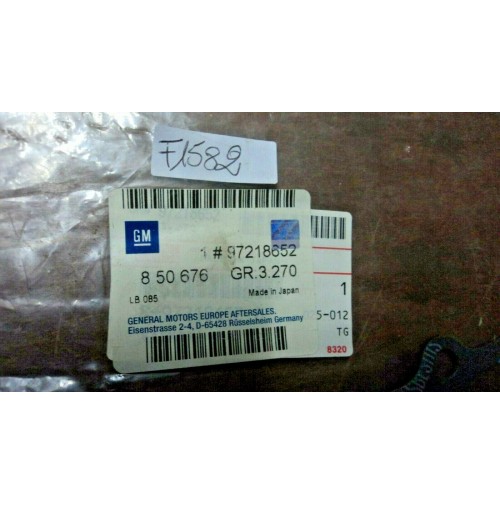 F1582
GM
1 # 97218652
8 50 676 GR.3.270
LB 085 Made in Japan
GENERAL MOTORS EUROPE AFTERSALES.
Eisenstrasse 2-4, D-65428 Rüsselsheim Germany
1
5-012
TG
8320